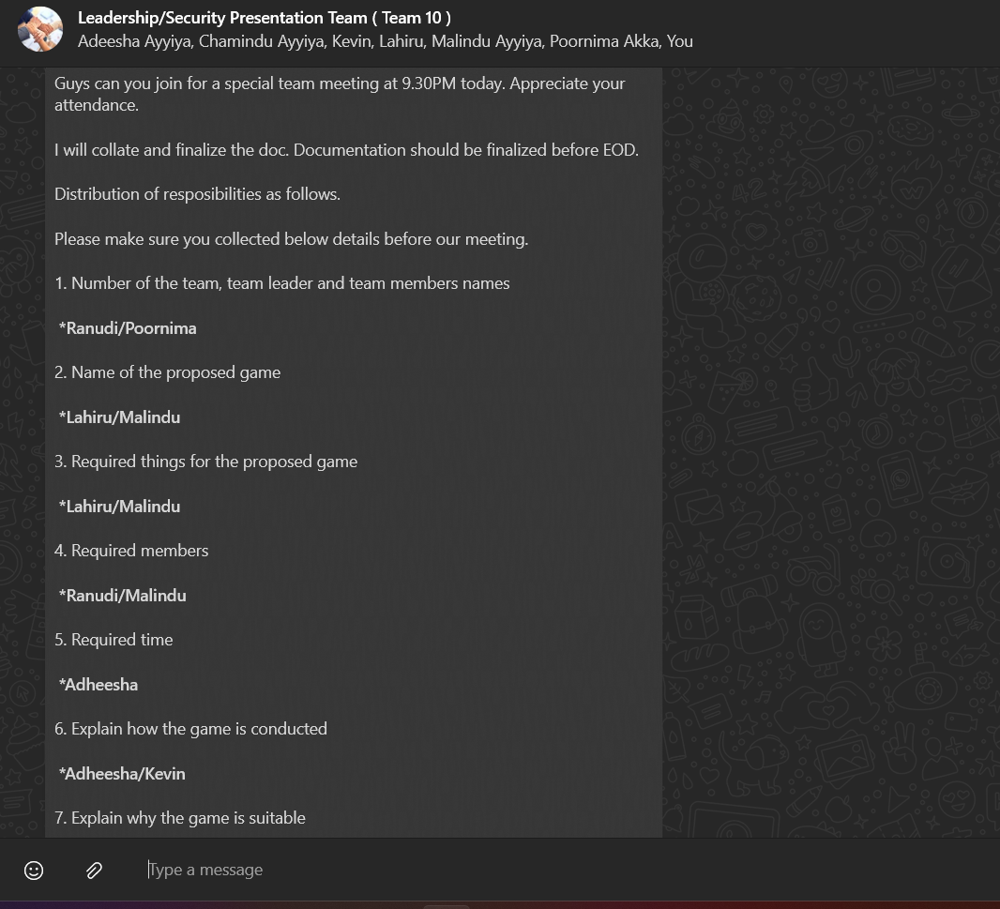 Leadership/Security Presentation Team ( Team 10 )
Adeesha Ayyiya, Chamindu Ayyiya, Kevin, Lahiru, Malindu Ayyiya, Poornima Akka, You
Guys can you join for a special team meeting at 9.30PM today. Appreciate your
attendance.
I will collate and finalize the doc. Documentation should be finalized before EOD.
Distribution of resposibilities as follows.
Please make sure you collected below details before our meeting.
1. Number of the team, team leader and team members names
*Ranudi/Poornima
2. Name of the proposed game
*Lahiru/Malindu
3. Required things for the proposed game
*Lahiru/Malindu
4. Required members
*Ranudi/Malindu
5. Required time
*Adheesha
6. Explain how the game is conducted
*Adheesha/Kevin
7. Explain why the game is suitable
Type a message